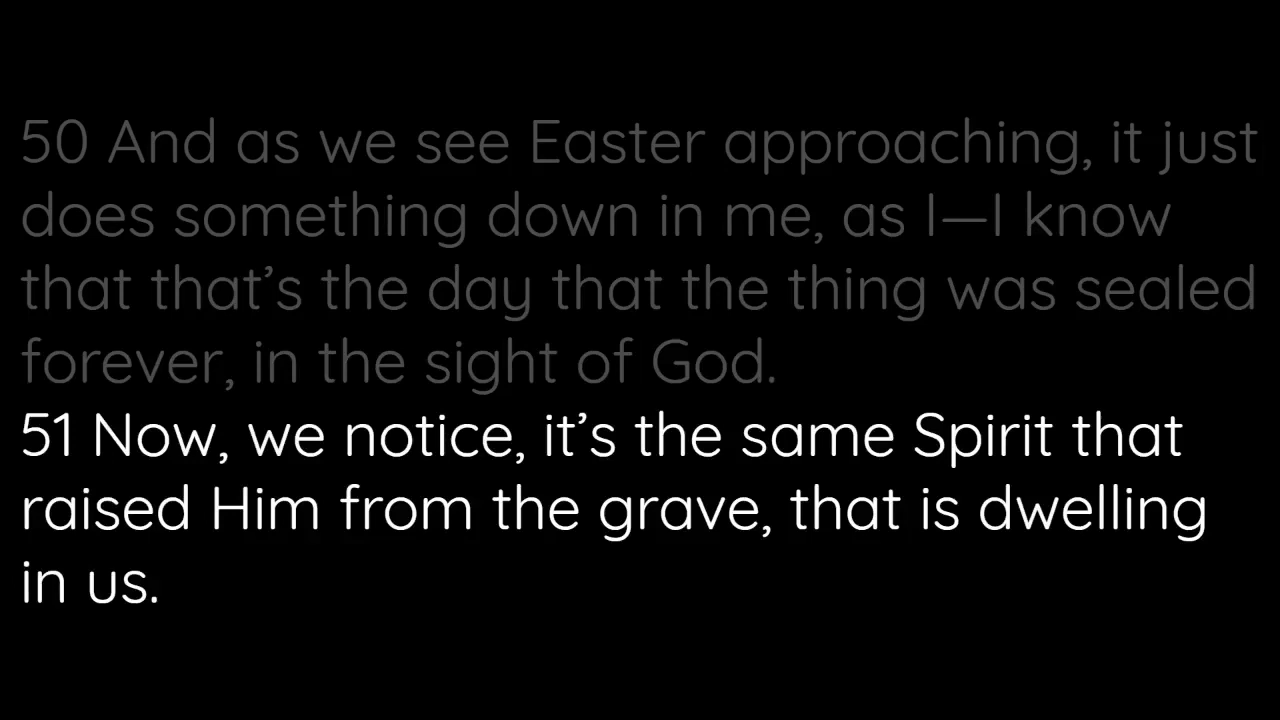 50 And as we see Easter approaching, it just
does something down in me, as I—I know
that that’s the day that the thing was sealed
forever, in the sight of God.
51 Now, we notice, it’s the same Spirit that
raised Him from the grave, that is dwelling
in us.